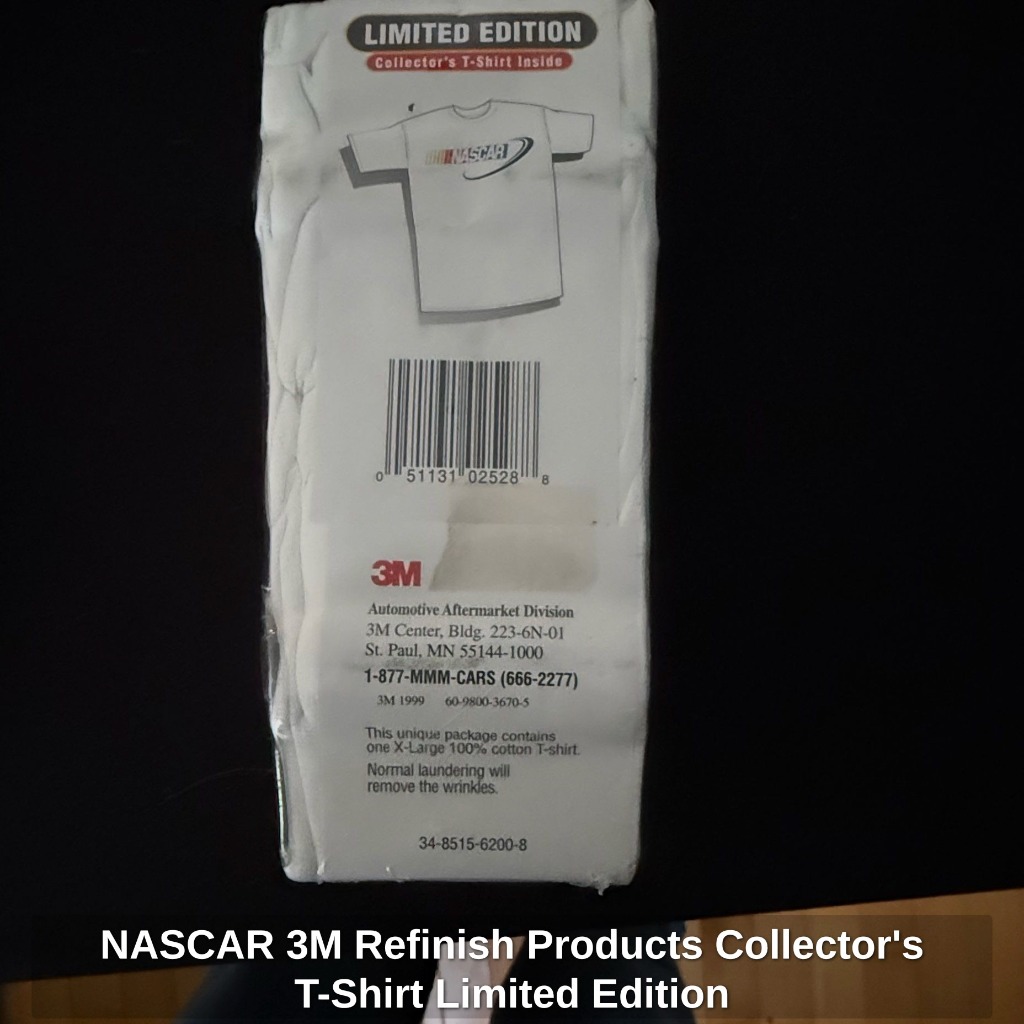 LIMITED EDITION
Collector's T-Shirt Inside
NASCAR
0 51131 02528 8
3M
Automotive Aftermarket Division
3M Center, Bldg. 223-6N-01
St. Paul, MN 55144-1000
1-877-MMM-CARS (666-2277)
3M 1999 60-9800-3670-5
This unique package contains
one X-Large 100% cotton T-shirt.
Normal laundering will
remove the wrinkles.
34-8515-6200-8
NASCAR 3M Refinish Products Collector's
T-Shirt Limited Edition